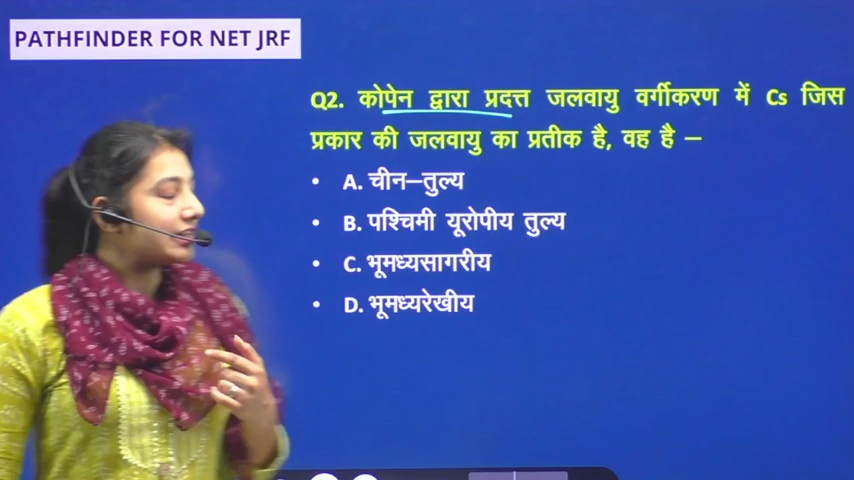 PATHFINDER FOR NET JRF
Q2. कोपेन द्वारा प्रदत्त जलवायु वर्गीकरण में Cs जिस
प्रकार की जलवायु का प्रतीक है, वह है –
• A. चीन–तुल्य
• B. पश्चिमी यूरोपीय तुल्य
• C. भूमध्यसागरीय
• D. भूमध्यरेखीय